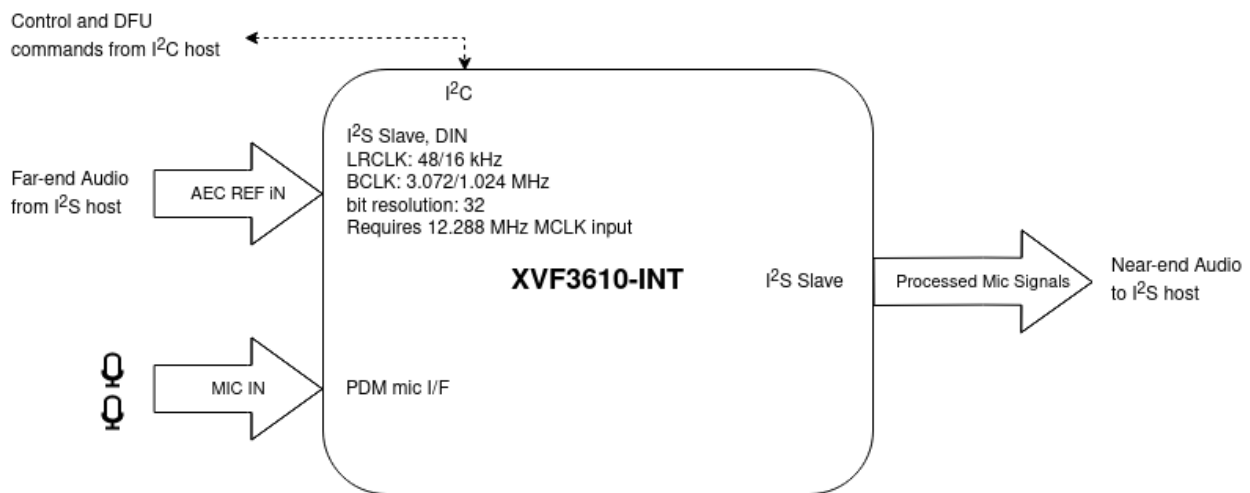 Control and DFU
commands from I²C host
I²C
I²S Slave, DIN
LRCLK: 48/16 kHz
BCLK: 3.072/1.024 MHz
bit resolution: 32
Requires 12.288 MHz MCLK input
Far-end Audio
from I²S host
AEC REF iN
XVF3610-INT
I²S Slave
Processed Mic Signals
Near-end Audio
to I²S host
MIC IN
PDM mic I/F